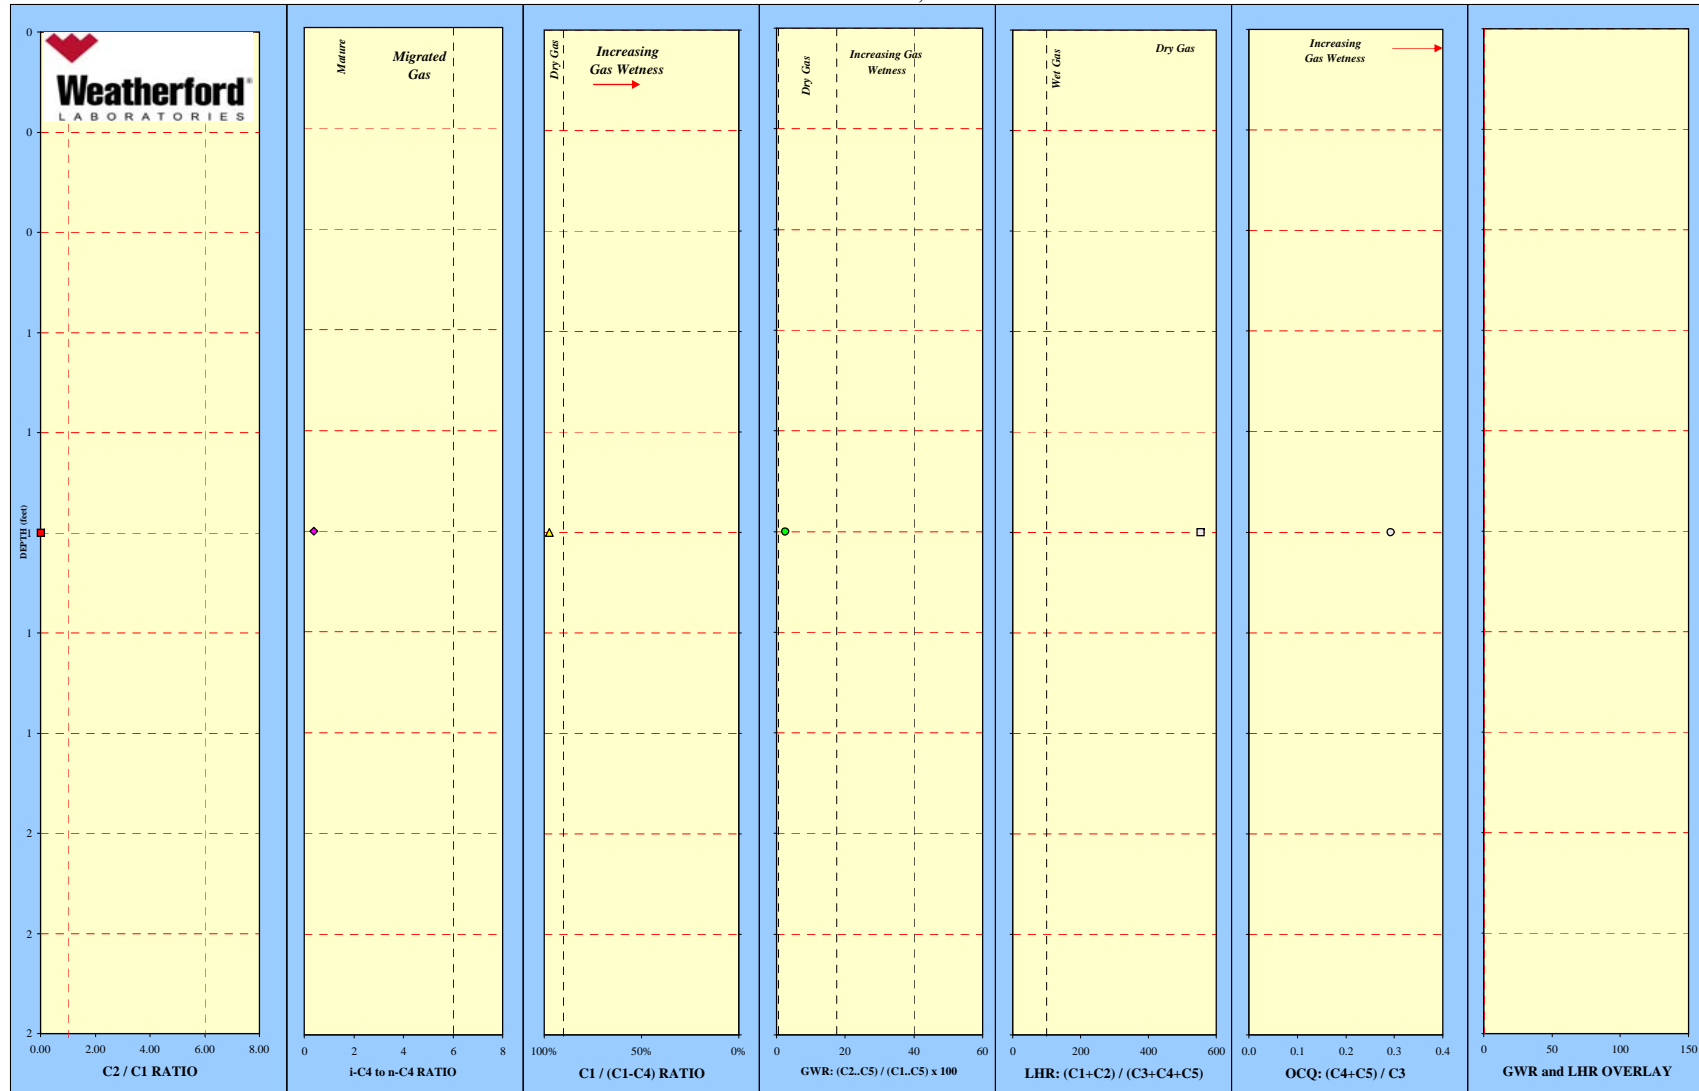 Weatherford®
LABORATORIES
DEPTH (feet)
0
0
0
1
1
1
1
1
2
2
2
0.00 2.00 4.00 6.00 8.00
C2 / C1 RATIO
Mature
Migrated
Gas
0 2 4 6 8
i-C4 to n-C4 RATIO
Dry Gas
Increasing
Gas Wetness
100% 50% 0%
C1 / (C1-C4) RATIO
Dry Gas
Increasing Gas
Wetness
0 20 40 60
GWR: (C2..C5) / (C1..C5) x 100
Wet Gas
Dry Gas
0 200 400 600
LHR: (C1+C2) / (C3+C4+C5)
Increasing
Gas Wetness
0.0 0.1 0.2 0.3 0.4
OCQ: (C4+C5) / C3
0 50 100 150
GWR and LHR OVERLAY